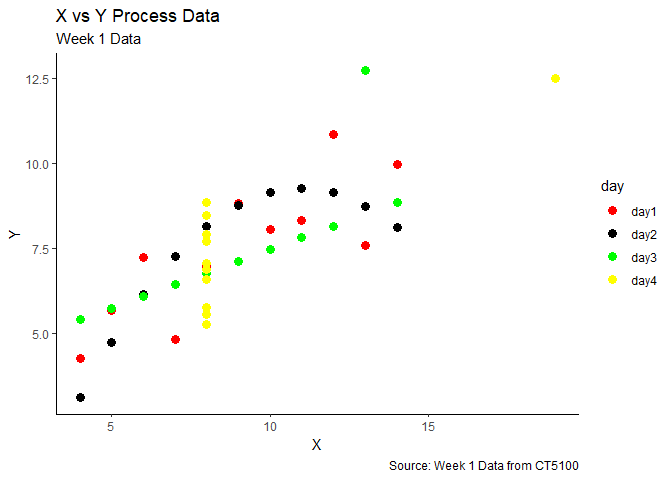 X vs Y Process Data
Week 1 Data
12.5
10.0
7.5
5.0
Y
5
10
15
X
day
day1
day2
day3
day4
Source: Week 1 Data from CT5100